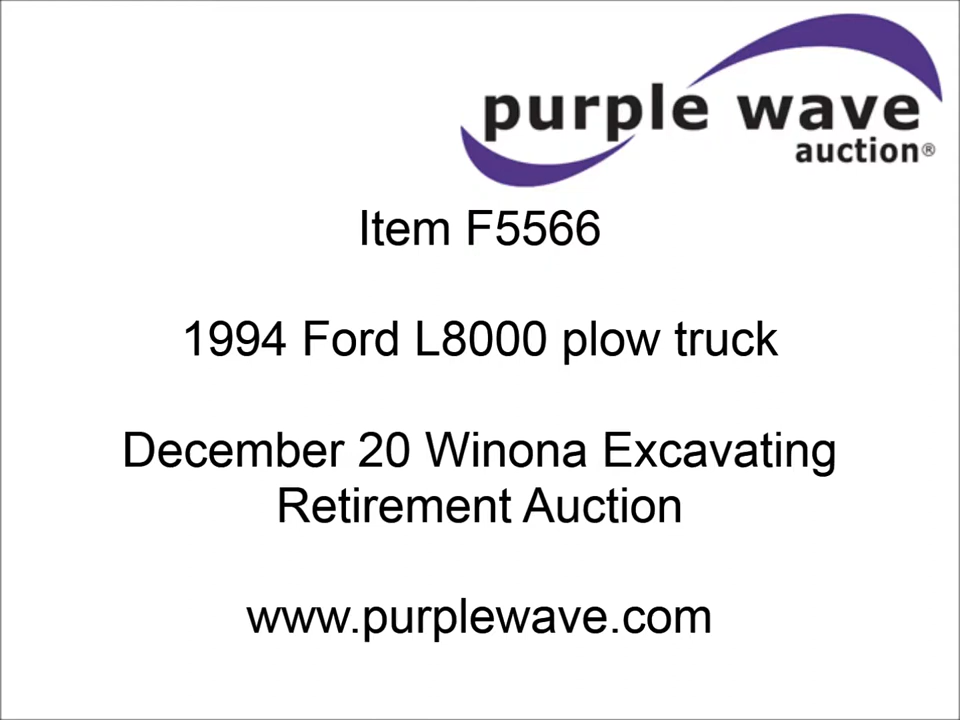 purple wave
auction®
Item F5566
1994 Ford L8000 plow truck
December 20 Winona Excavating
Retirement Auction
www.purplewave.com